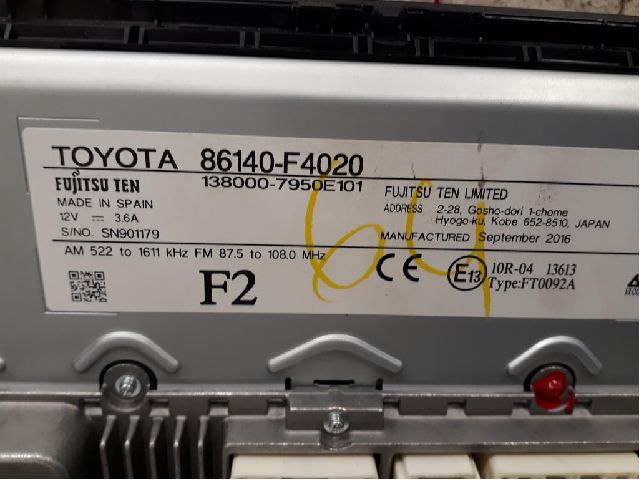 TOYOTA 86140-F4020
FUJITSU TEN 138000-7950E101
MADE IN SPAIN
12V 3.6A
S/NO. SN901179
FUJITSU TEN LIMITED
ADDRESS 2-28, Gosho-dori 1-chome
Hyogo-ku, Kobe 652-8510, JAPAN
MANUFACTURED September 2016
AM 522 to 1611 kHz FM 87.5 to 108.0 MHz
F2
CE
E13
10R-04 13613
Type:FT0092A
64